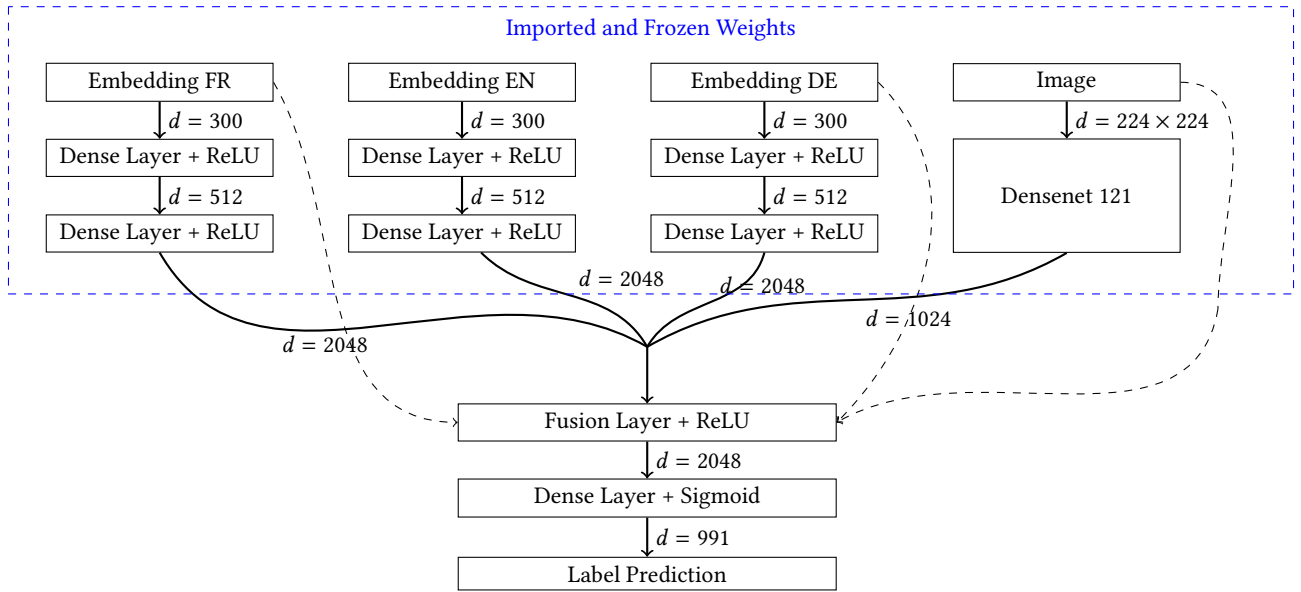 Imported and Frozen Weights
Embedding FR
Embedding EN
Embedding DE
Image
d = 300
d = 300
d = 300
d = 224 × 224
Dense Layer + ReLU
Dense Layer + ReLU
Dense Layer + ReLU
Densenet 121
d = 512
d = 512
d = 512
Dense Layer + ReLU
Dense Layer + ReLU
Dense Layer + ReLU
d = 2048
d = 2048
d = 1024
d = 2048
Fusion Layer + ReLU
d = 2048
Dense Layer + Sigmoid
d = 991
Label Prediction